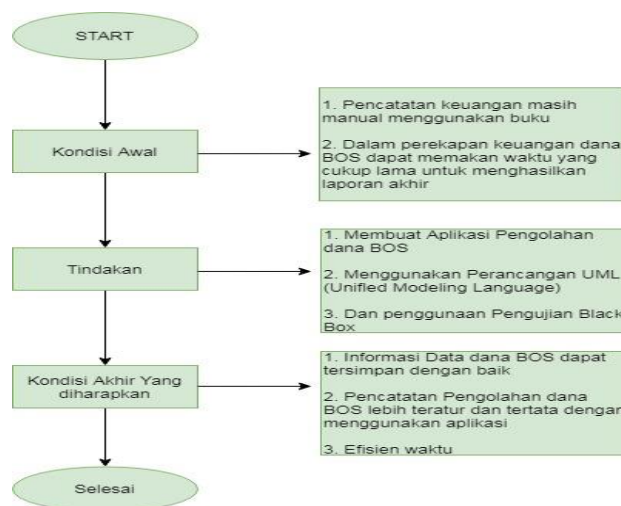 START
Kondisi Awal
1. Pencatatan keuangan masih
manual menggunakan buku
2. Dalam perekapan keuangan dana
BOS dapat memakan waktu yang
cukup lama untuk menghasilkan
laporan akhir
Tindakan
1. Membuat Aplikasi Pengolahan
dana BOS
2. Menggunakan Perancangan UML
(Unified Modeling Language)
3. Dan penggunaan Pengujian Black
Box
Kondisi Akhir Yang
diharapkan
1. Informasi Data dana BOS dapat
tersimpan dengan baik
2. Pencatatan Pengolahan dana
BOS lebih teratur dan tertata dengan
menggunakan aplikasi
3. Efisien waktu
Selesai